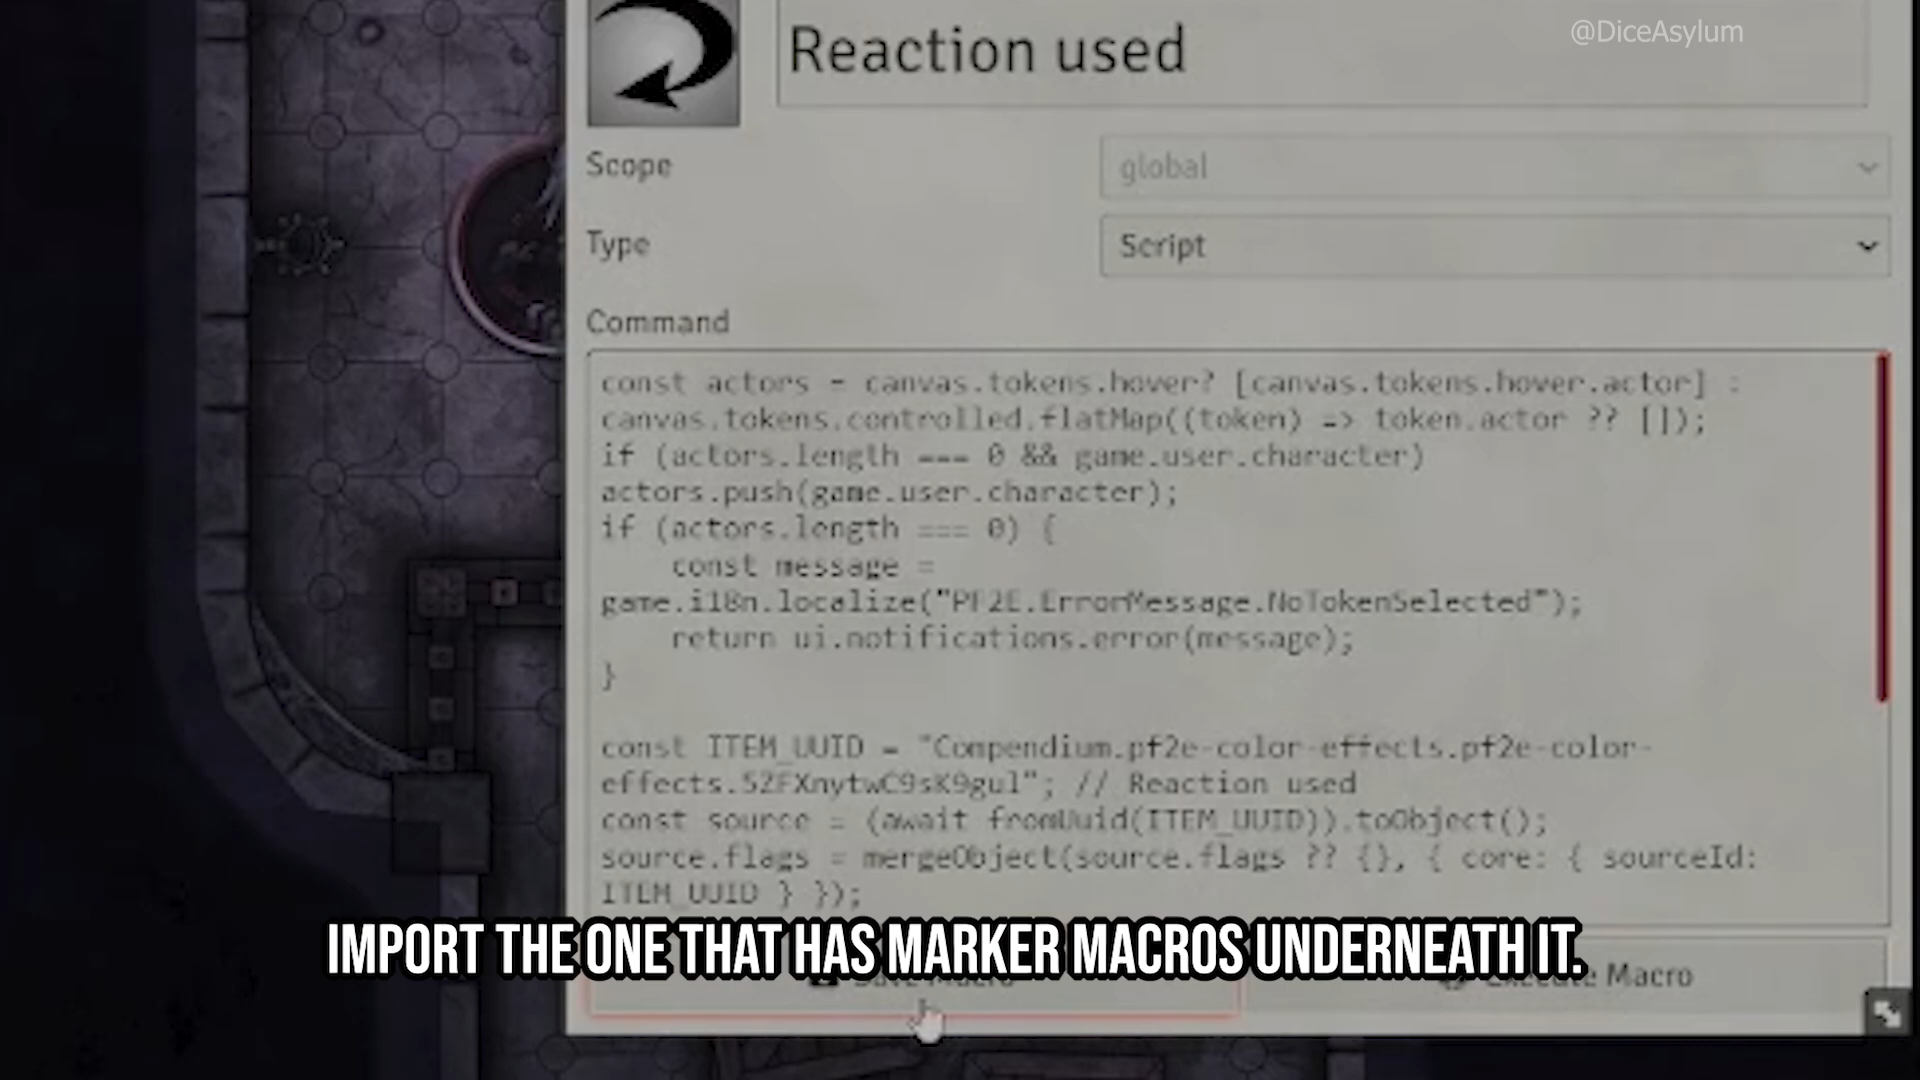 @DiceAsylum
Reaction used
Scope
global
Type
Script
Command
const actors = canvas.tokens.hover? [canvas.tokens.hover.actor] :
canvas.tokens.controlled.flatMap((token) => token.actor ?? []);
if (actors.length === 0 && game.user.character)
actors.push(game.user.character);
if (actors.length === 0) {
const message =
game.i18n.localize("PF2E.ErrorMessage.NoTokenSelected");
return ui.notifications.error(message);
}
const ITEM_UUID = "Compendium.pf2e-color-effects.pf2e-color-
// Reaction used
const source = (await fromUuid(ITEM_UUID)).toObject();
source.flags = mergeObject(source.flags ?? {}, { core: { sourceId:
ITEM_UUID } });
IMPORT THE ONE THAT HAS MARKER MACROS UNDERNEATH IT.
Save Macro
Execute Macro